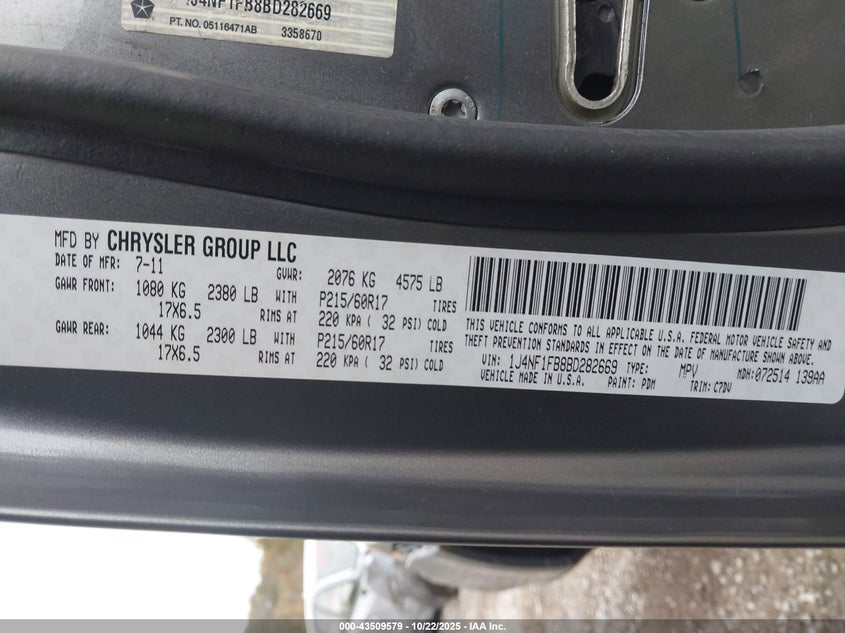 1J4NF1FB8BD282669
PT. NO. 05116471AB 3358670
MFD BY CHRYSLER GROUP LLC
DATE OF MFR: 7-11 GVWR: 2076 KG 4575 LB
GAWR FRONT: 1080 KG 2380 LB WITH P215/60R17 TIRES
17X6.5 RIMS AT 220 KPA ( 32 PSI) COLD
GAWR REAR: 1044 KG 2300 LB WITH P215/60R17 TIRES
17X6.5 RIMS AT 220 KPA ( 32 PSI) COLD
THIS VEHICLE CONFORMS TO ALL APPLICABLE U.S.A. FEDERAL MOTOR VEHICLE SAFETY AND
THEFT PREVENTION STANDARDS IN EFFECT ON THE DATE OF MANUFACTURE SHOWN ABOVE.
VIN: 1J4NF1FB8BD282669 TYPE: MPV MDH: 072514 139AA
VEHICLE MADE IN U.S.A. PAINT: PDM TRIM: C7DV
000-43509579 - 10/22/2025 - IAA Inc.